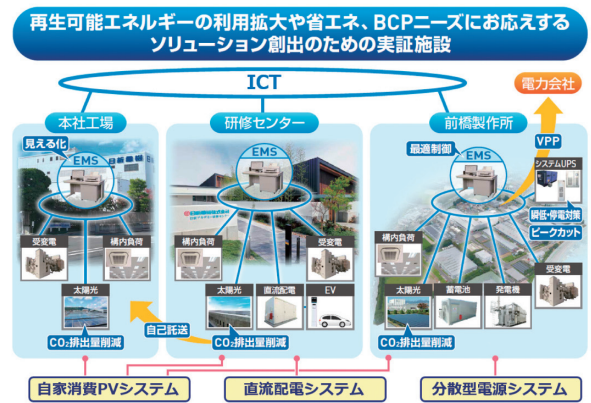 再生可能エネルギーの利用拡大や省エネ、BCPニーズにお応えする
ソリューション創出のための実証施設
ICT
電力会社
本社工場
研修センター
前橋製作所
見える化
EMS
EMS
最適制御
EMS
VPP
システムUPS
瞬低・停電対策
ピークカット
受変電
構内負荷
構内負荷
受変電
構内負荷
受変電
太陽光
太陽光
直流配電
EV
太陽光
蓄電池
発電機
CO₂排出量削減
自己託送
CO₂排出量削減
CO₂排出量削減
自家消費PVシステム
直流配電システム
分散型電源システム